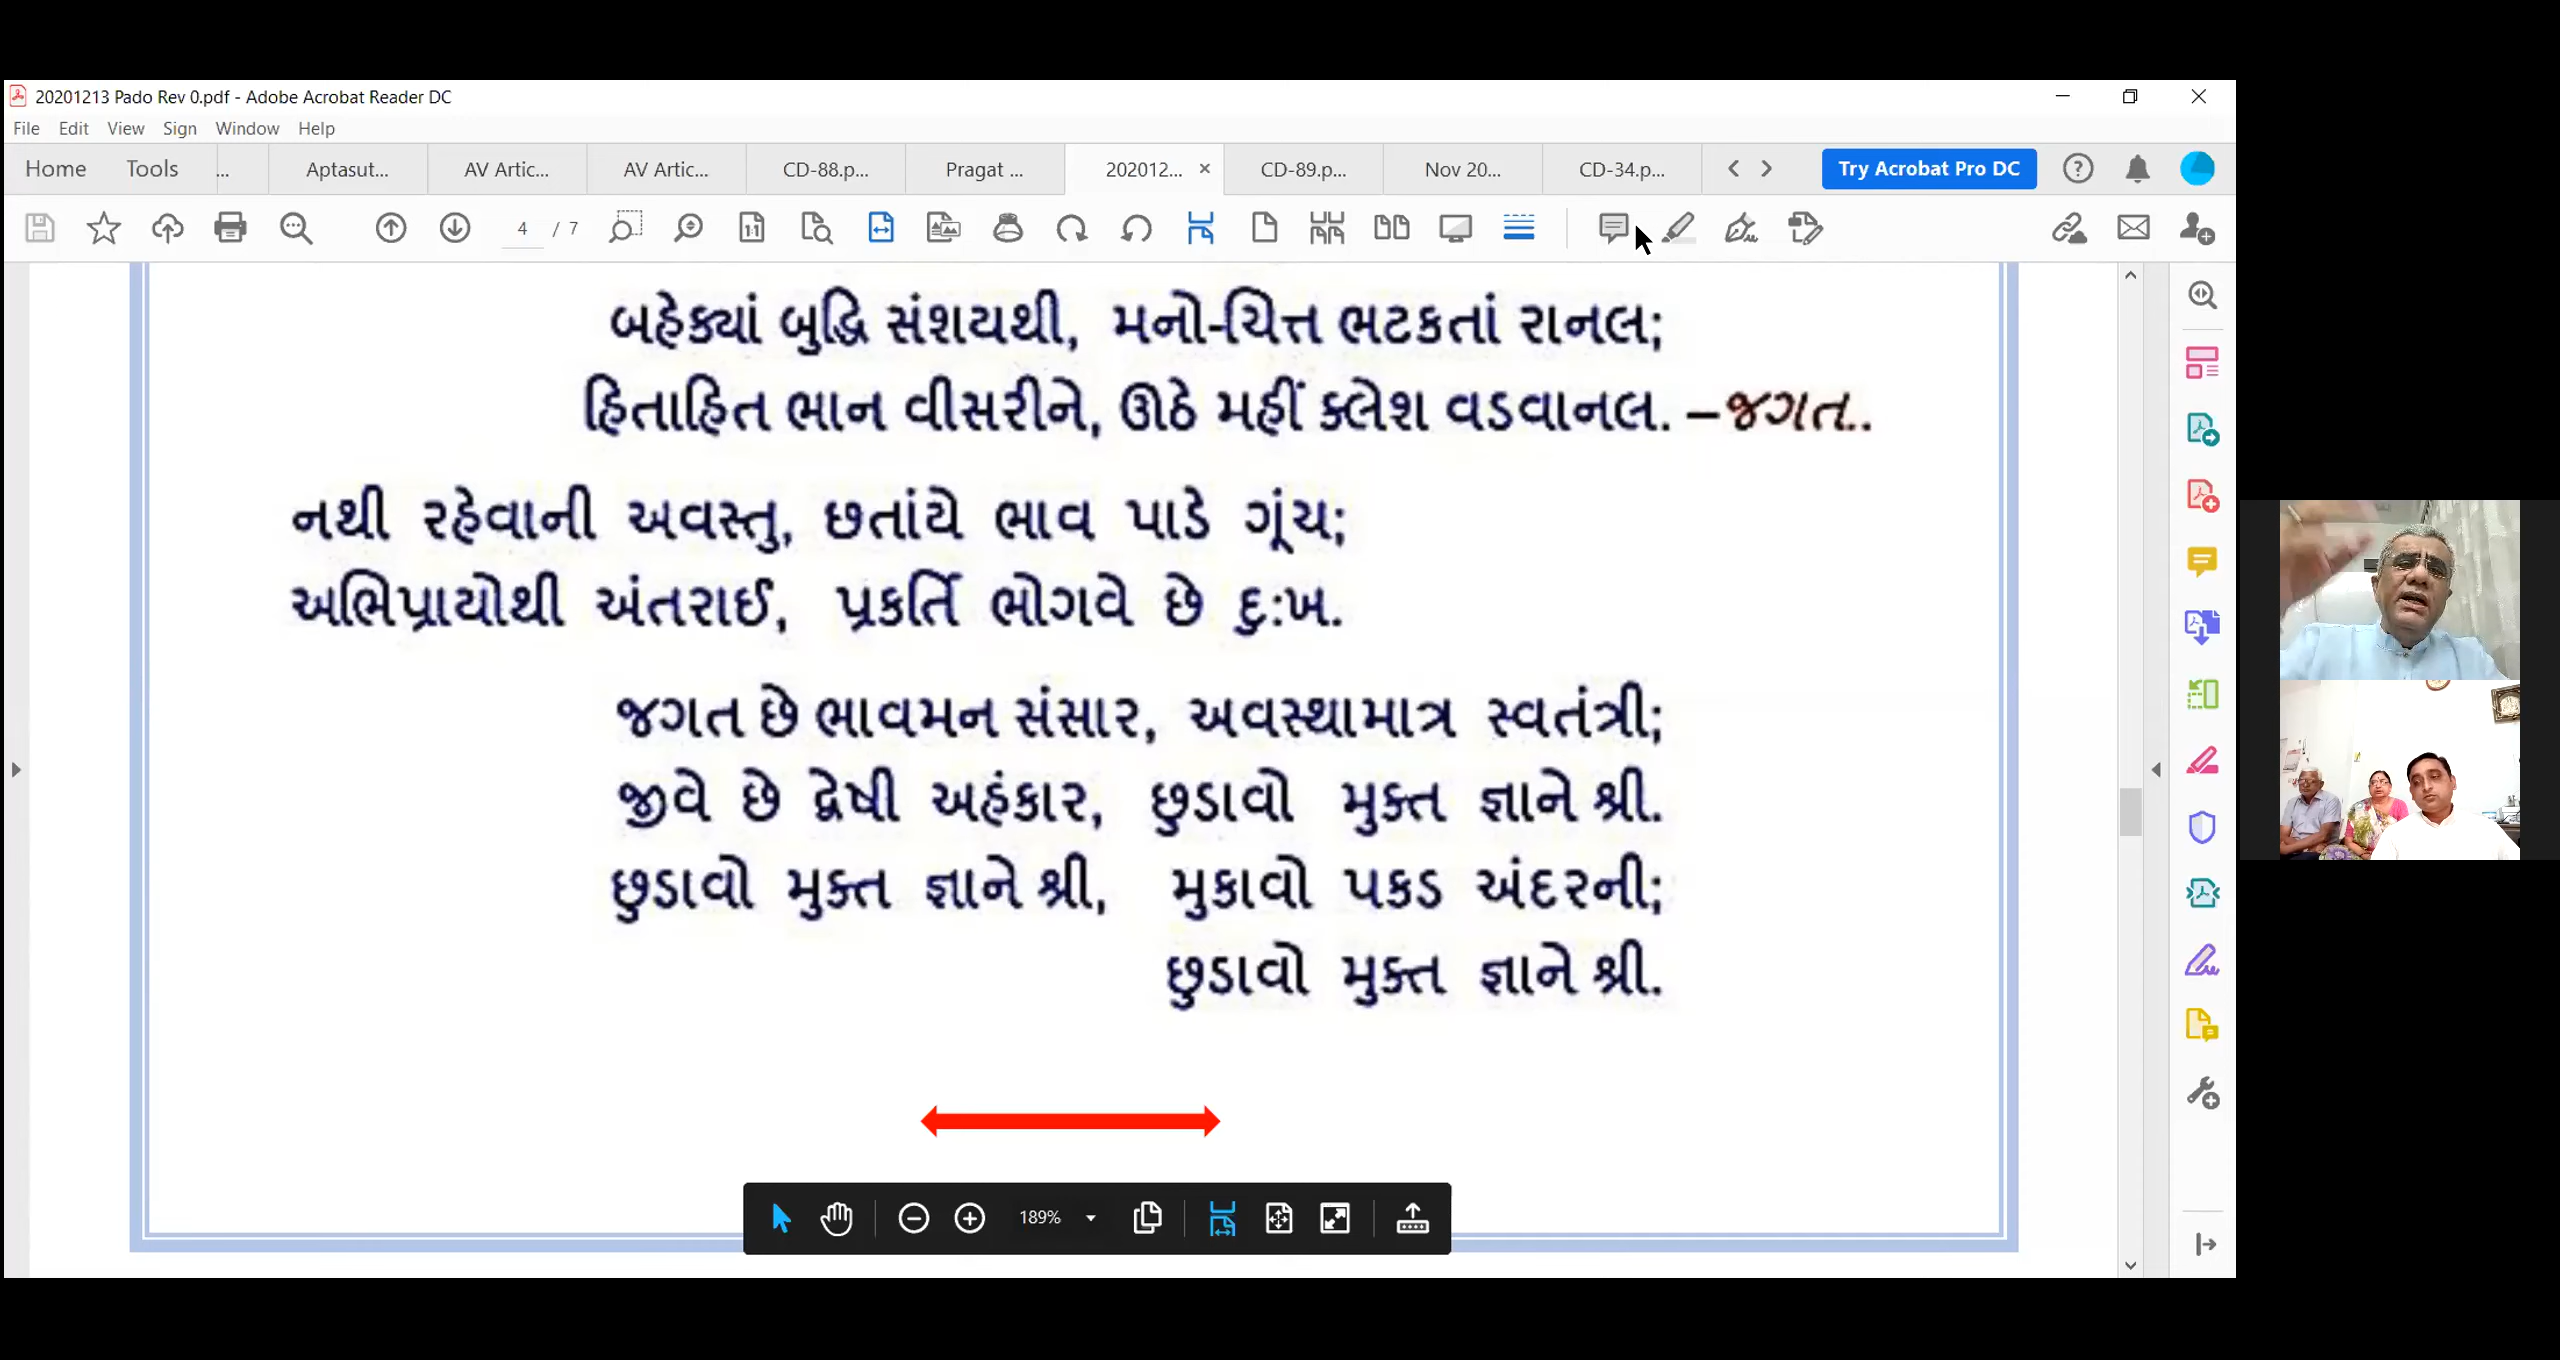 20201213 Pado Rev 0.pdf - Adobe Acrobat Reader DC
File Edit View Sign Window Help
Home Tools ... Aptasut... AV Artic... AV Artic... CD-88.p... Pragat ... 202012... CD-89.p... Nov 20... CD-34.p... Try Acrobat Pro DC
4 / 7
બહેક્યાં બુદ્ધિ સંશયથી, મનો-ચિત્ત ભટકતાં રાનલ;
હિતાહિત ભાન વીસરીને, ઊઠે મહીં ક્લેશ વડવાનલ. –જગત..
નથી રહેવાની અવસ્તુ, છતાંયે ભાવ પાડે ગૂંચ;
અભિપ્રાયોથી અંતરાઈ, પ્રકર્તિ ભોગવે છે દુ:ખ.
જગત છે ભાવમન સંસાર, અવસ્થામાત્ર સ્વતંત્રી;
જીવે છે દ્વેષી અહંકાર, છુડાવો મુક્ત જ્ઞાને શ્રી.
છુડાવો મુક્ત જ્ઞાને શ્રી, મુકાવો પકડ અંદરની;
છુડાવો મુક્ત જ્ઞાને શ્રી.
189%